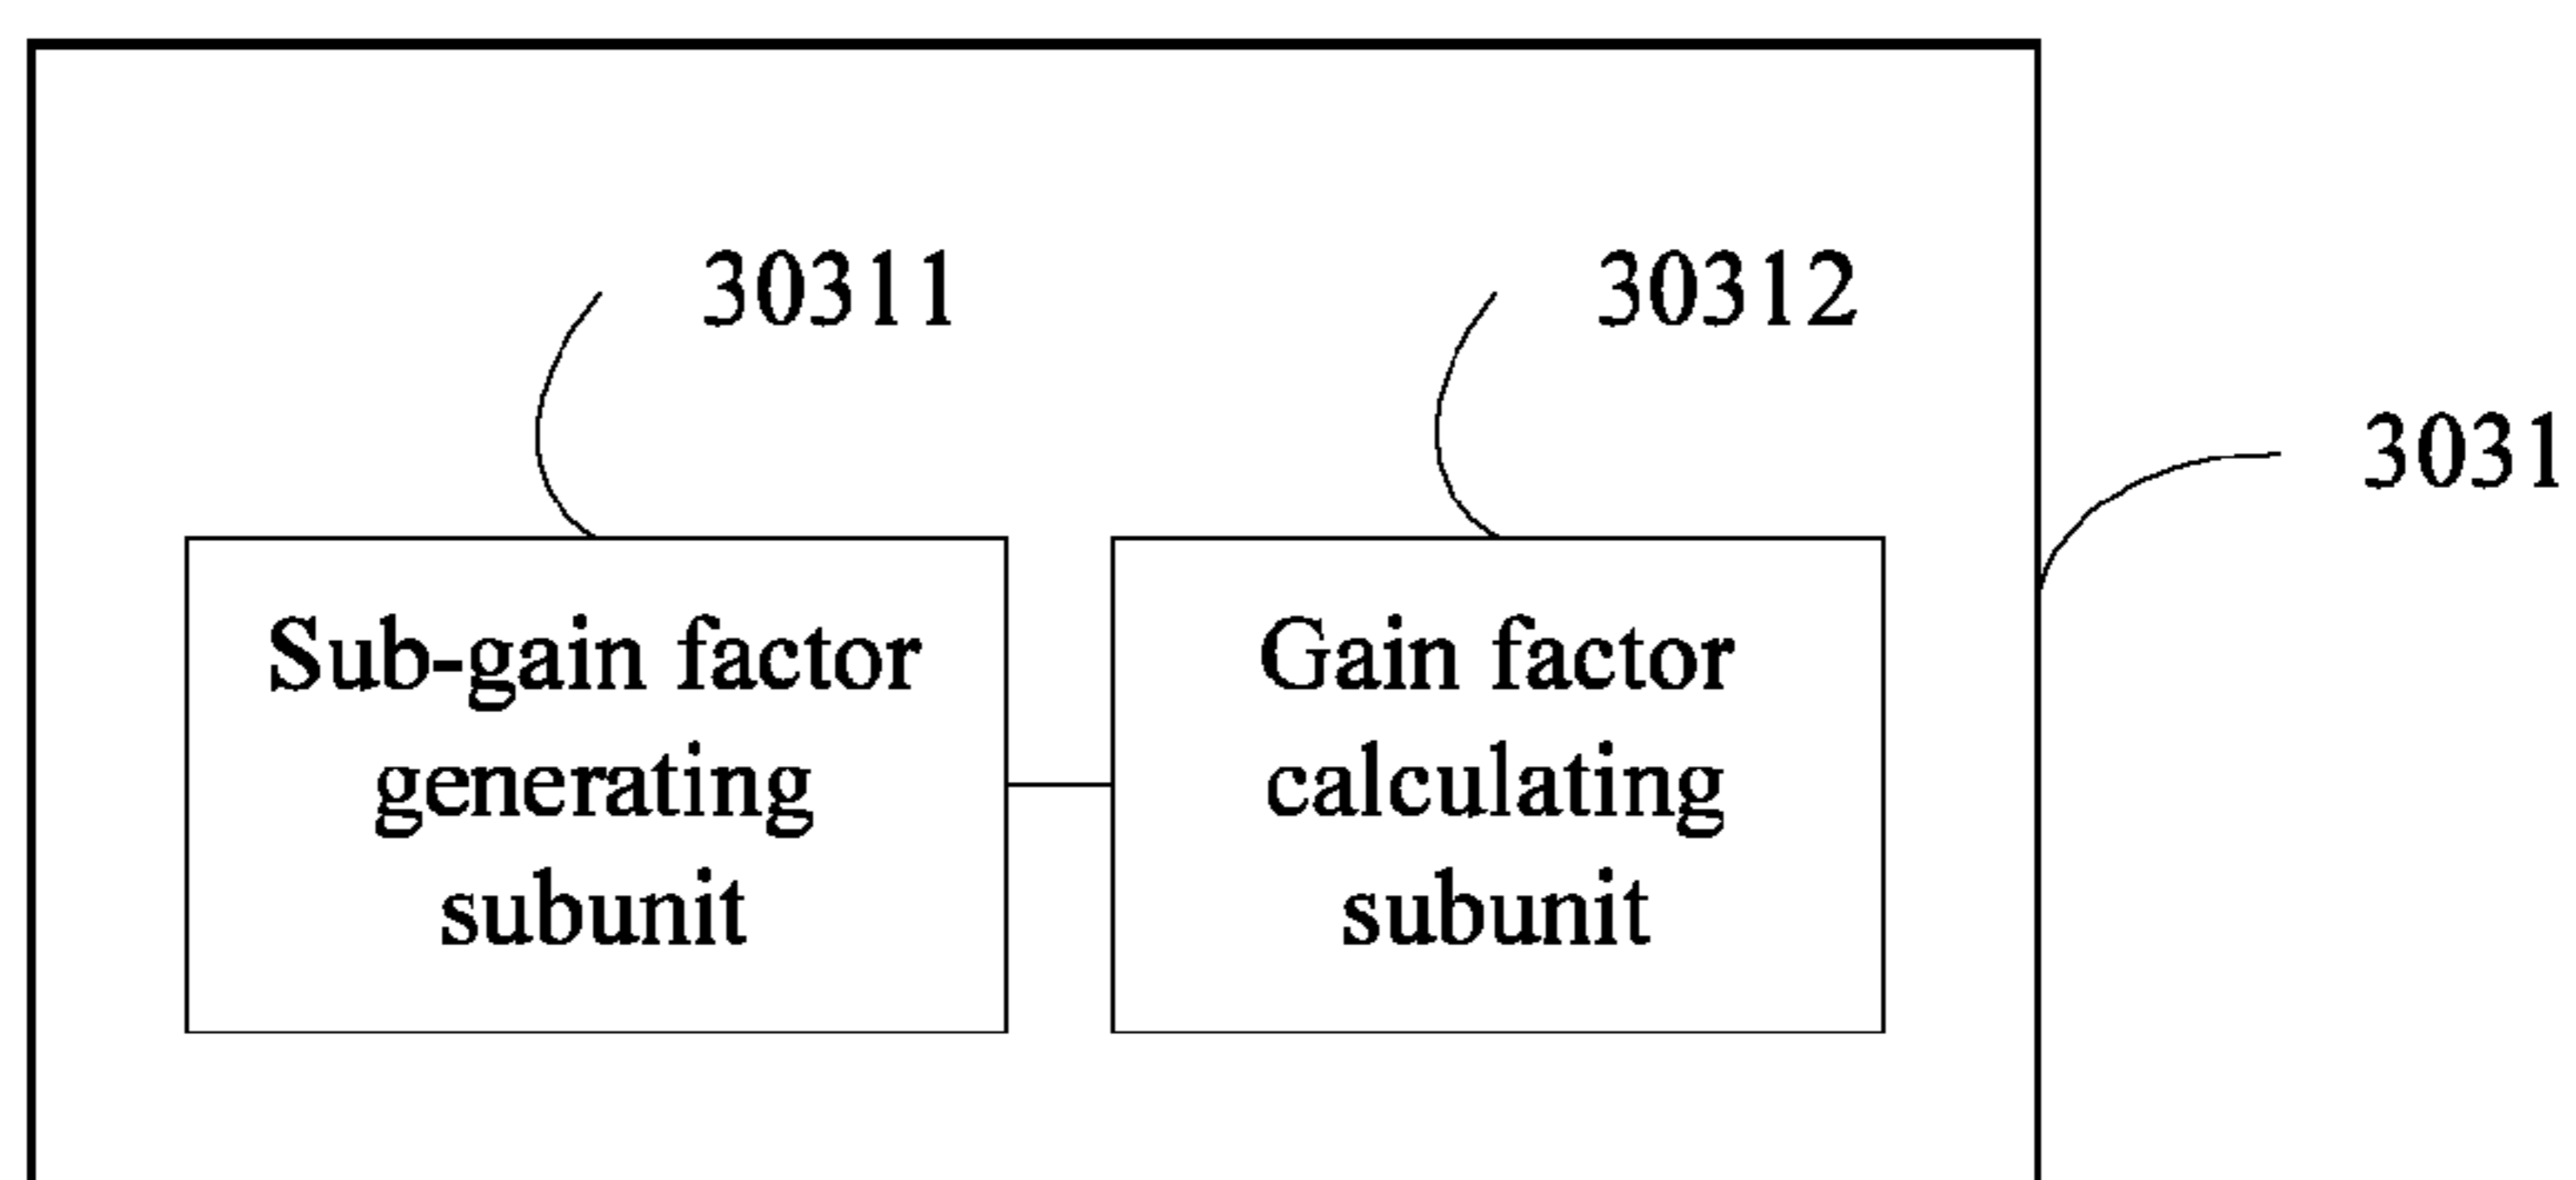 30311
30312
3031
Sub-gain factor
generating
subunit
Gain factor
calculating
subunit